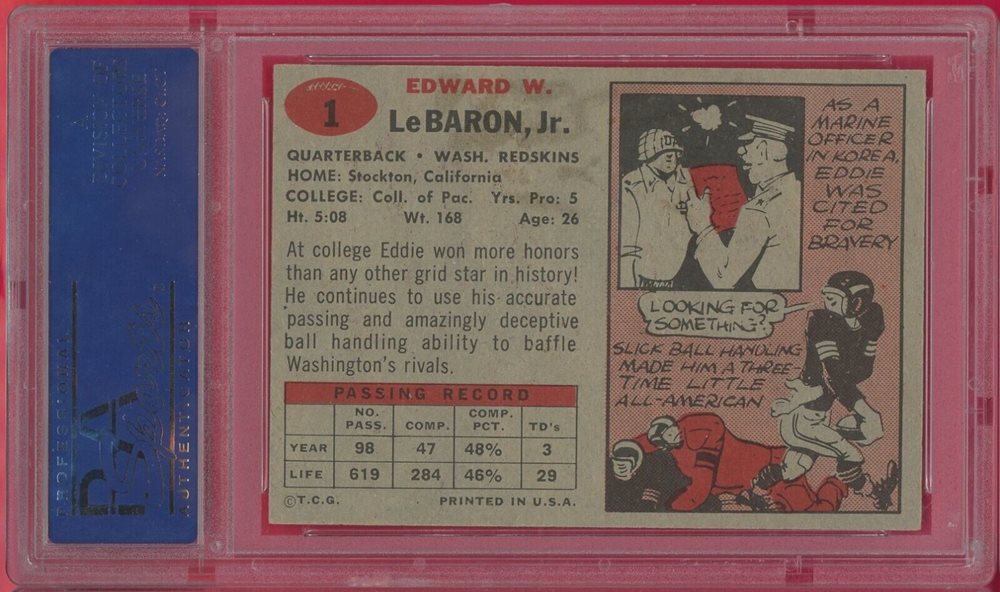 1
EDWARD W.
LeBARON, Jr.
QUARTERBACK • WASH. REDSKINS
HOME: Stockton, California
COLLEGE: Coll. of Pac. Yrs. Pro: 5
Ht. 5:08 Wt. 168 Age: 26
At college Eddie won more honors
than any other grid star in history!
He continues to use his accurate
passing and amazingly deceptive
ball handling ability to baffle
Washington's rivals.
PASSING RECORD
NO. PASS. COMP. COMP. PCT. TD's
YEAR 98 47 48% 3
LIFE 619 284 46% 29
©T.C.G. PRINTED IN U.S.A.
AS A
MARINE
OFFICER
IN KOREA,
EDDIE
WAS
CITED
FOR
BRAVERY
LOOKING FOR
SOMETHING?
SLICK BALL HANDLING
MADE HIM A THREE-
TIME LITTLE
ALL-AMERICAN
A
DIVISION OF
COLLECTORS
UNIVERSE
PROFESSIONAL
PSA
AUTHENTICATOR